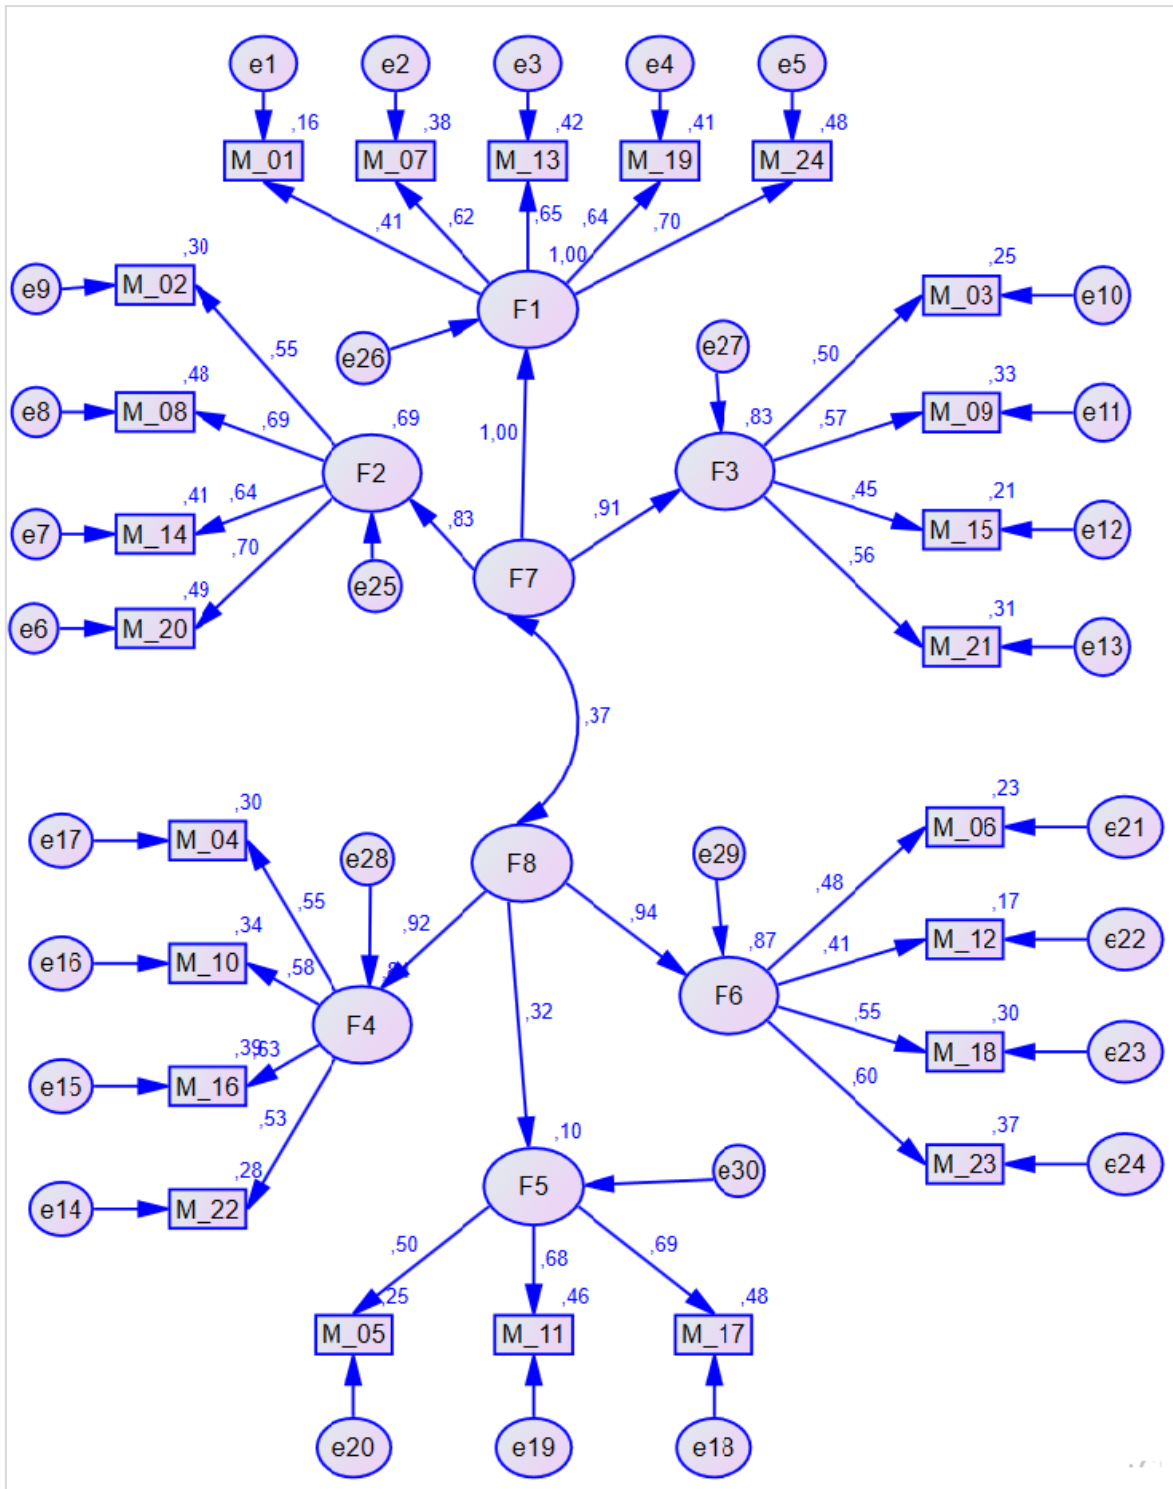 e1 e2 e3 e4 e5
,16 ,38 ,42 ,41 ,48
M_01 M_07 M_13 M_19 M_24
,41 ,62 ,65 ,64 ,70
,30 1,00 ,25
e9 M_02 F1 M_03 e10
e26 e27
,55 ,50
,48 ,33
e8 M_08 ,69 ,69 1,00 ,83 ,57 M_09 e11
F2 F3
,41 ,64 ,45 ,21
e7 M_14 ,83 ,91 M_15 e12
,70 ,56
,49 e25 F7 ,31
e6 M_20 M_21 e13
,37
,30 ,23
e17 M_04 e28 F8 e29 M_06 e21
,55 ,48
,34 ,92 ,94 ,17
e16 M_10 ,58 ,87 ,41 M_12 e22
F4 F6
,39 ,63 ,32 ,55 ,30
e15 M_16 M_18 e23
,53 ,60
,28 ,10 ,37
e14 M_22 F5 e30 M_23 e24
,50 ,68 ,69
,25 ,46 ,48
M_05 M_11 M_17
e20 e19 e18